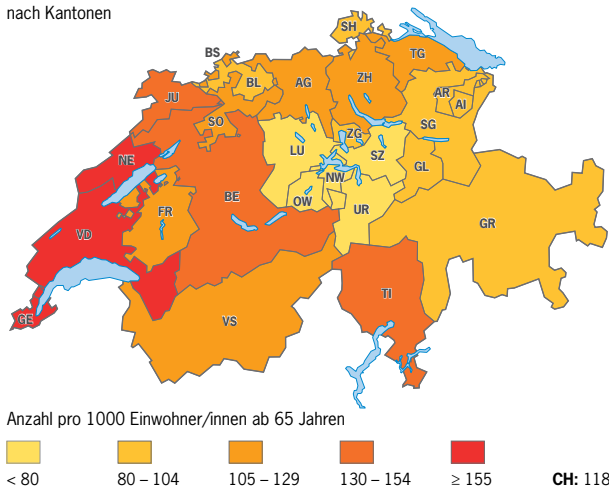 nach Kantonen
SH
BS
TG
BL
AG
ZH
JU
AR
AI
SO
ZG
SG
LU
NE
SZ
GL
NW
BE
OW
FR
UR
GR
VD
TI
GE
VS
Anzahl pro 1000 Einwohner/innen ab 65 Jahren
< 80 80 – 104 105 – 129 130 – 154 ≥ 155 CH: 118